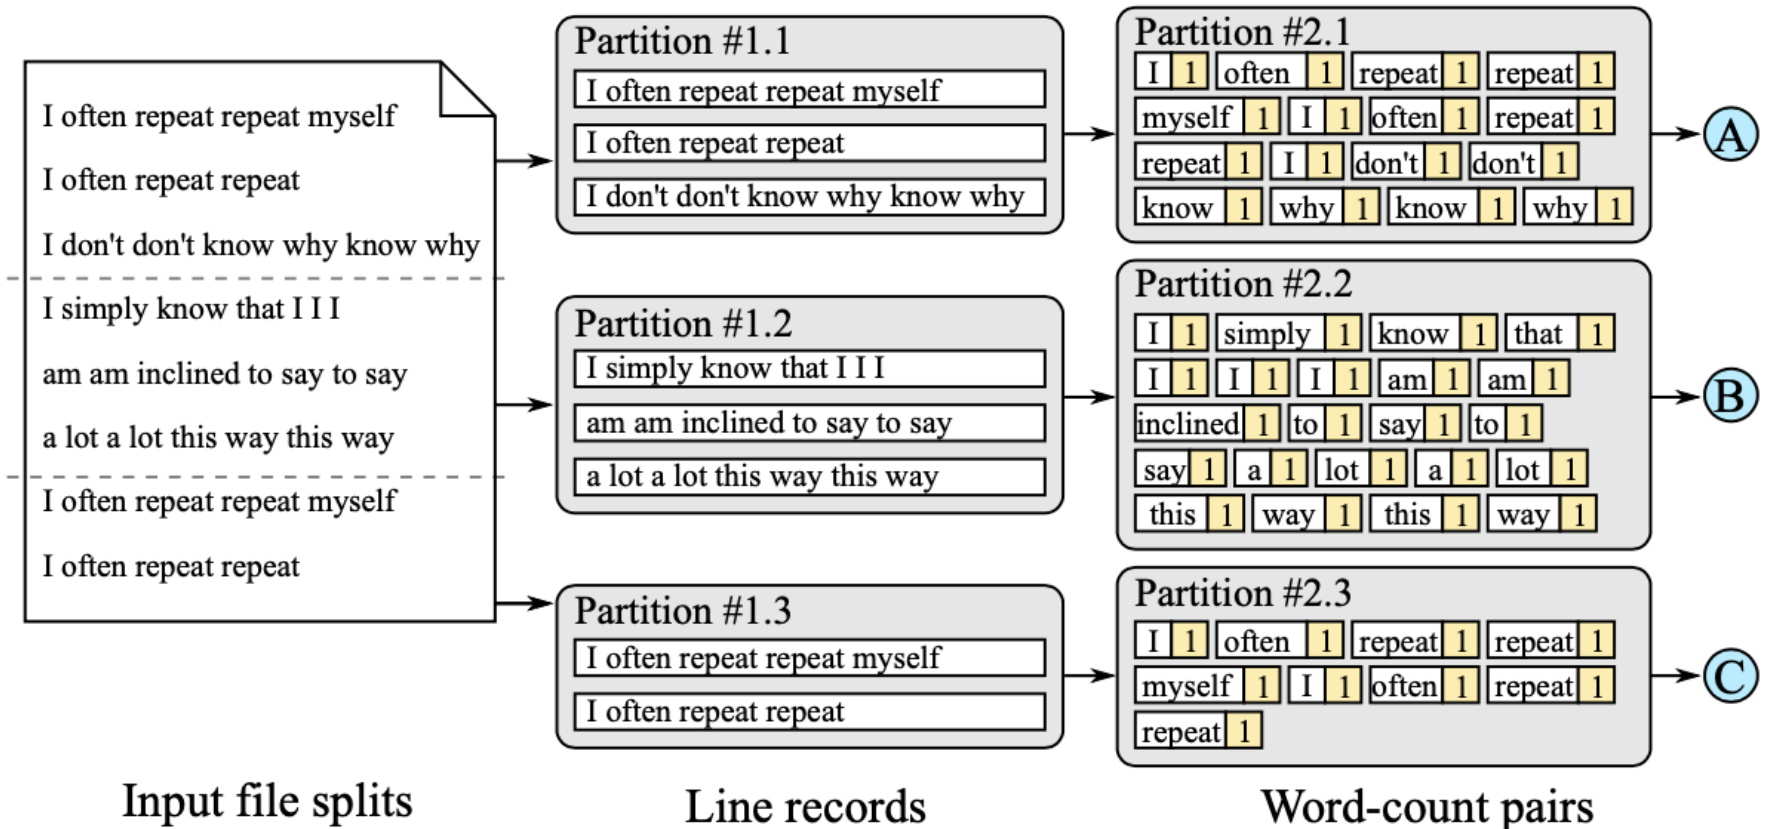 I often repeat repeat myself
I often repeat repeat
I don't don't know why know why
I simply know that I I I
am am inclined to say to say
a lot a lot this way this way
I often repeat repeat myself
I often repeat repeat
Input file splits
Partition #1.1
I often repeat repeat myself
I often repeat repeat
I don't don't know why know why
Partition #1.2
I simply know that I I I
am am inclined to say to say
a lot a lot this way this way
Partition #1.3
I often repeat repeat myself
I often repeat repeat
Line records
Partition #2.1
I 1 often 1 repeat 1 repeat 1
myself 1 I 1 often 1 repeat 1
repeat 1 I 1 don't 1 don't 1
know 1 why 1 know 1 why 1
A
Partition #2.2
I 1 simply 1 know 1 that 1
I 1 I 1 I 1 am 1 am 1
inclined 1 to 1 say 1 to 1
say 1 a 1 lot 1 a 1 lot 1
this 1 way 1 this 1 way 1
B
Partition #2.3
I 1 often 1 repeat 1 repeat 1
myself 1 I 1 often 1 repeat 1
repeat 1
C
Word-count pairs